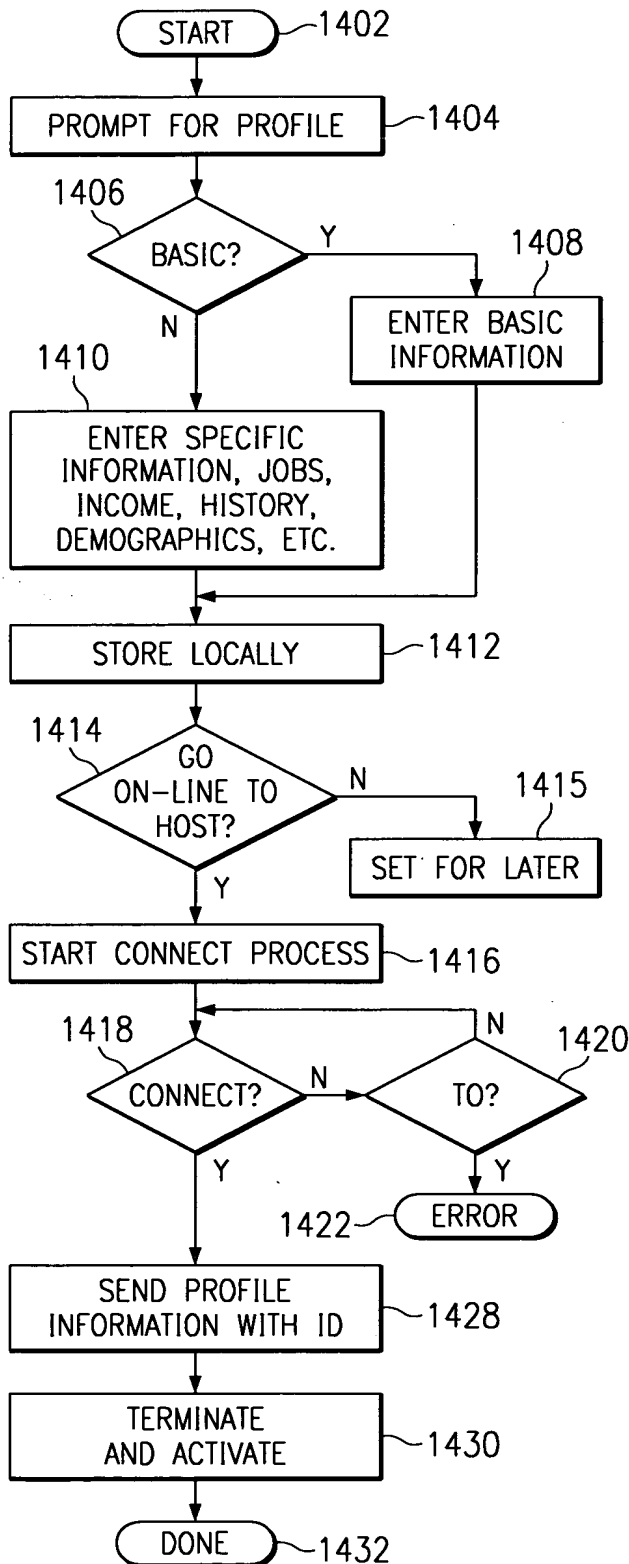 START
1402
PROMPT FOR PROFILE
1404
1406
BASIC?
Y
N
1408
ENTER BASIC
INFORMATION
1410
ENTER SPECIFIC
INFORMATION, JOBS,
INCOME, HISTORY,
DEMOGRAPHICS, ETC.
STORE LOCALLY
1412
1414
GO
ON-LINE TO
HOST?
N
Y
1415
SET FOR LATER
START CONNECT PROCESS
1416
1418
CONNECT?
N
Y
N
1420
TO?
Y
1422
ERROR
SEND PROFILE
INFORMATION WITH ID
1428
TERMINATE
AND ACTIVATE
1430
DONE
1432